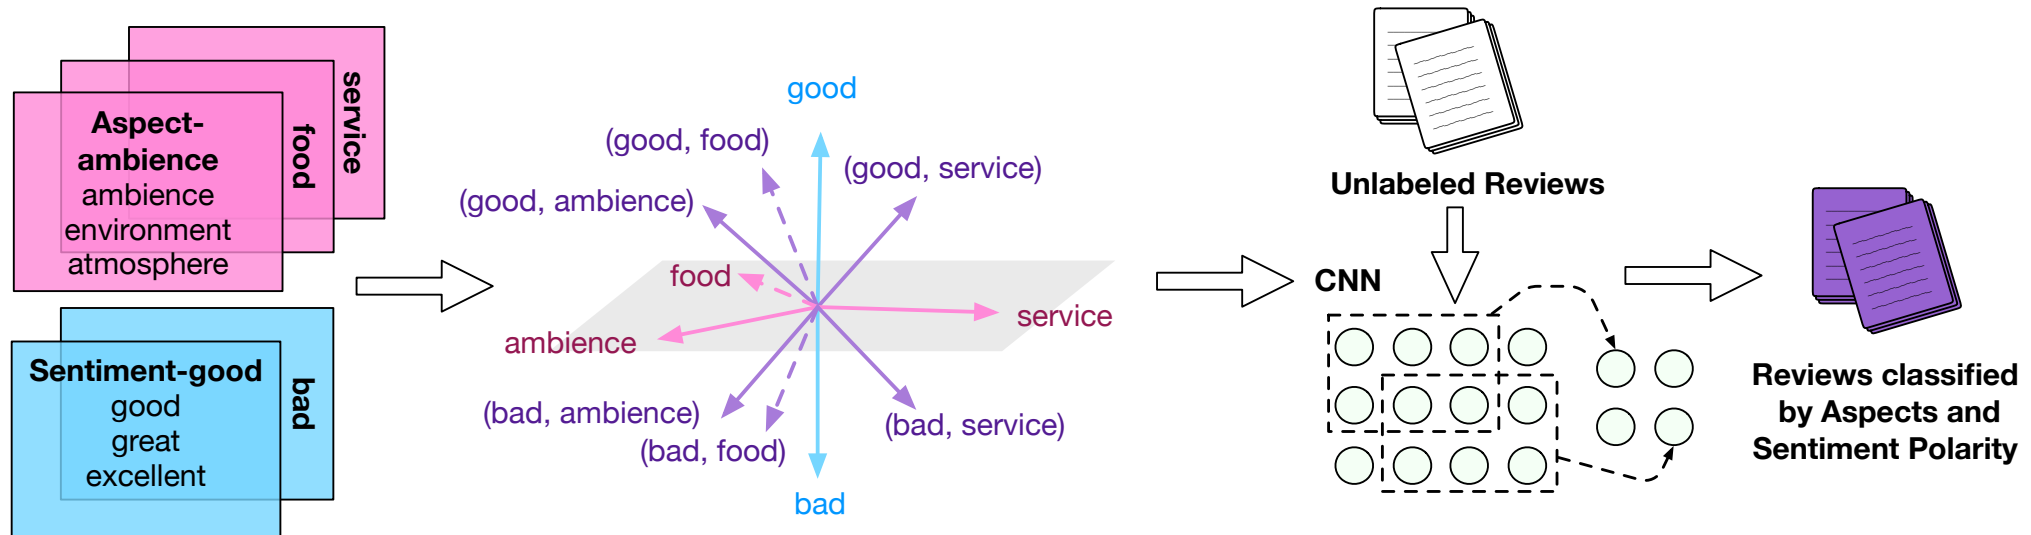 Aspect-
ambience
ambience
environment
atmosphere
food
service
Sentiment-good
good
great
excellent
bad
good
(good, food)
(good, service)
(good, ambience)
food
service
ambience
(bad, ambience)
(bad, service)
(bad, food)
bad
Unlabeled Reviews
CNN
Reviews classified
by Aspects and
Sentiment Polarity